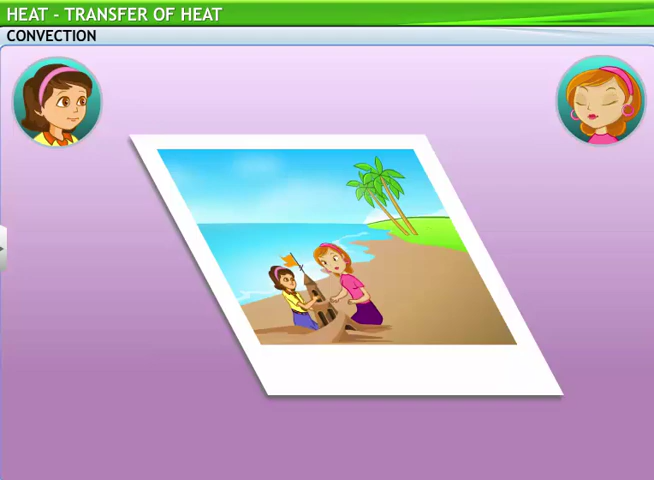 HEAT - TRANSFER OF HEAT
CONVECTION